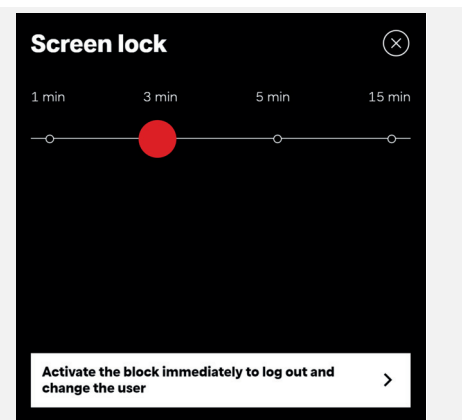 Screen lock
1 min 3 min 5 min 15 min
Activate the block immediately to log out and
change the user